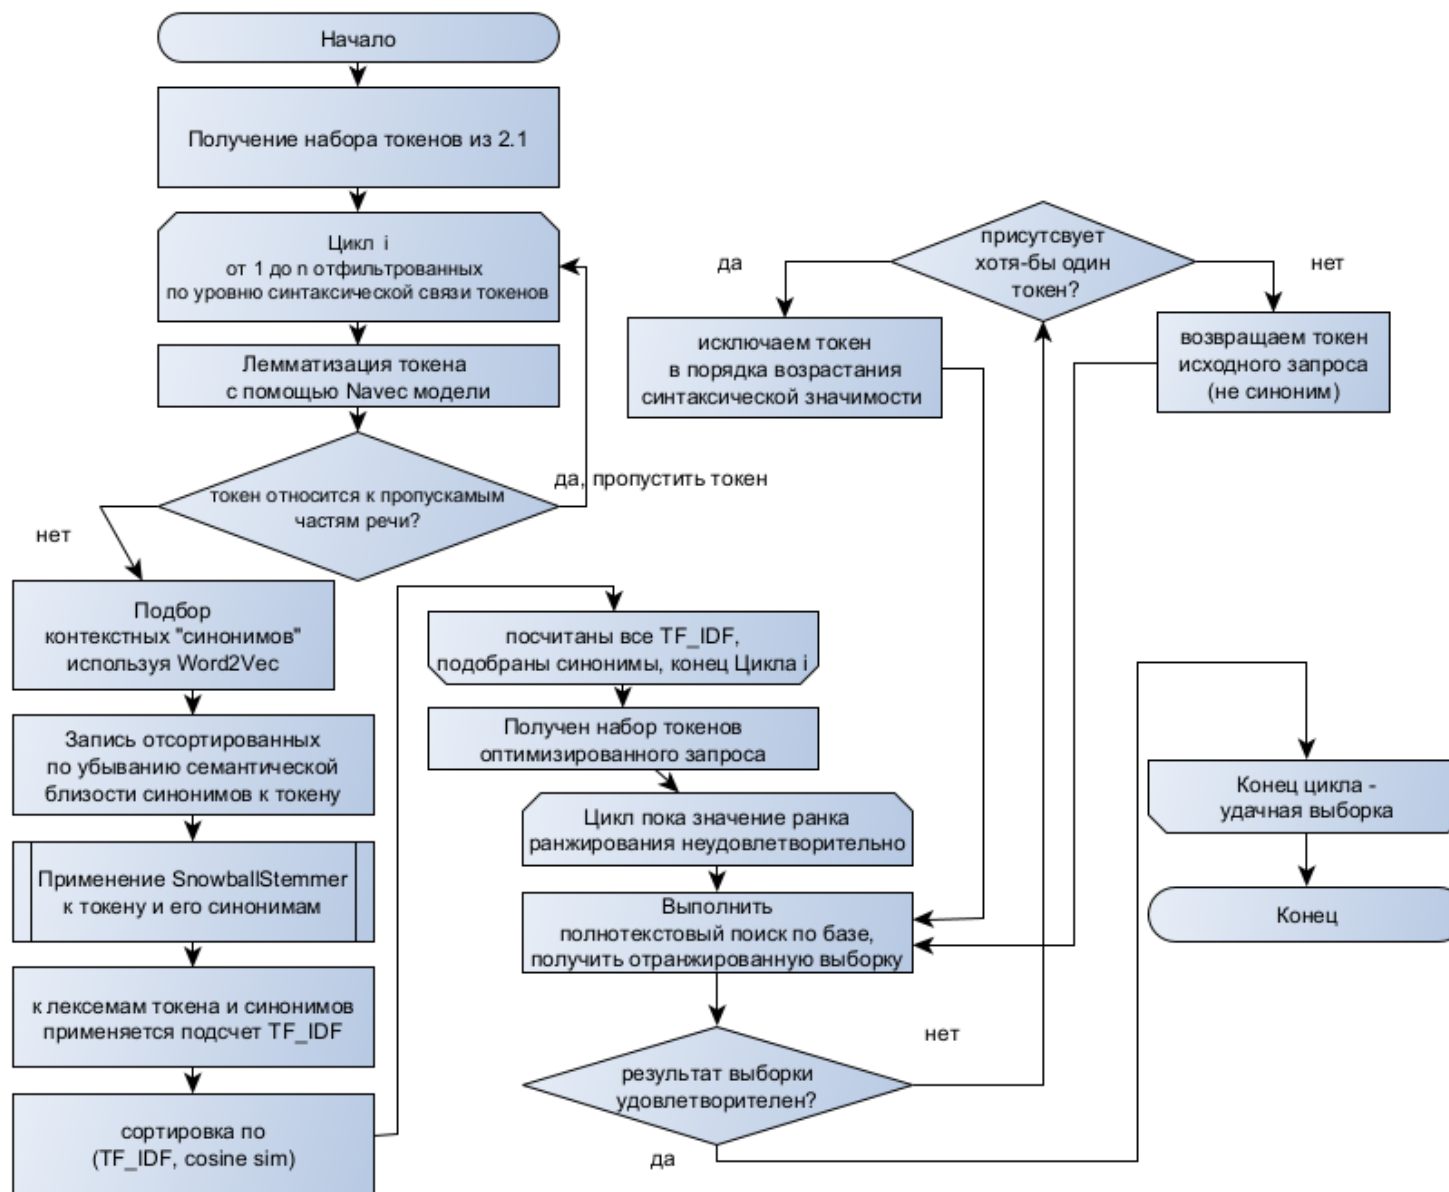 Начало
Получение набора токенов из 2.1
Цикл i
от 1 до n отфильтрованных
по уровню синтаксической связи токенов
Лемматизация токена
с помощью Navec модели
токен относится к пропускамым
частям речи?
да, пропустить токен
нет
Подбор
контекстных "синонимов"
используя Word2Vec
Запись отсортированных
по убыванию семантической
близости синонимов к токену
Применение SnowballStemmer
к токену и его синонимам
к лексемам токена и синонимов
применяется подсчет TF_IDF
сортировка по
(TF_IDF, cosine sim)
посчитаны все TF_IDF,
подобраны синонимы, конец Цикла i
Получен набор токенов
оптимизированного запроса
Цикл пока значение ранка
ранжирования неудовлетворительно
Выполнить
полнотекстовый поиск по базе,
получить отранжированную выборку
результат выборки
удовлетворителен?
нет
да
присутсвует
хотя-бы один
токен?
да
нет
исключаем токен
в порядка возрастания
синтаксической значимости
возвращаем токен
исходного запроса
(не синоним)
Конец цикла -
удачная выборка
Конец